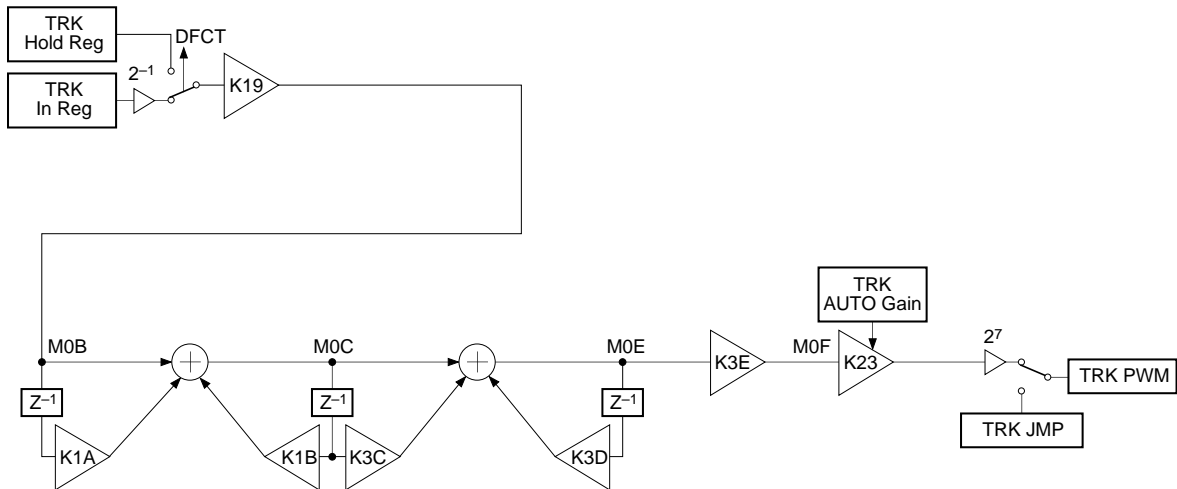 TRK
Hold Reg
DFCT
2–1
K19
TRK
In Reg
TRK
AUTO Gain
M0B
M0C
M0E
K3E
M0F
K23
27
TRK PWM
Z–1
Z–1
Z–1
TRK JMP
K1A
K1B
K3C
K3D